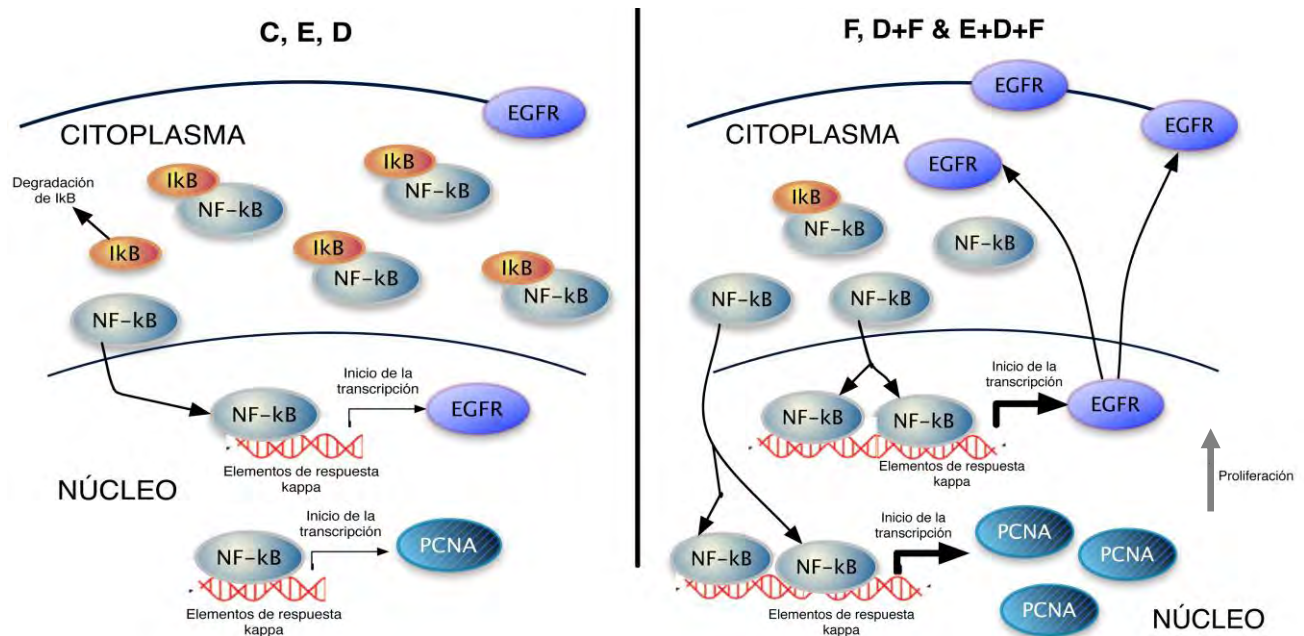 C, E, D
EGFR
CITOPLASMA
IkB
NF-kB
IkB
NF-kB
Degradación
de IkB
IkB
IkB
NF-kB
IkB
NF-kB
NF-kB
Inicio de la
transcripción
NF-kB
EGFR
Elementos de respuesta
kappa
NÚCLEO
Inicio de la
transcripción
NF-kB
PCNA
Elementos de respuesta
kappa
F, D+F & E+D+F
EGFR
EGFR
CITOPLASMA
EGFR
IkB
NF-kB
NF-kB
NF-kB
NF-kB
Inicio de la
transcripción
NF-kB
NF-kB
EGFR
Elementos de respuesta
kappa
Proliferación
Inicio de la
transcripción
NF-kB
NF-kB
PCNA
PCNA
PCNA
Elementos de respuesta
kappa
NÚCLEO